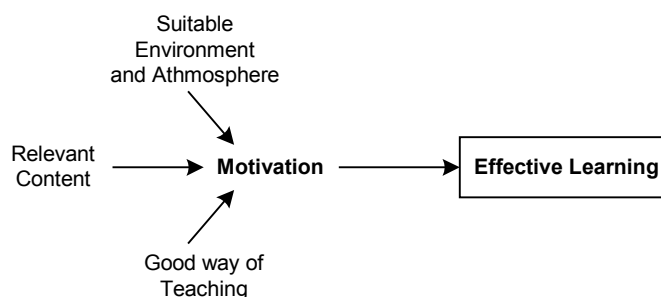 Suitable
Environment
and Athmosphere
Relevant
Content
Motivation
Effective Learning
Good way of
Teaching